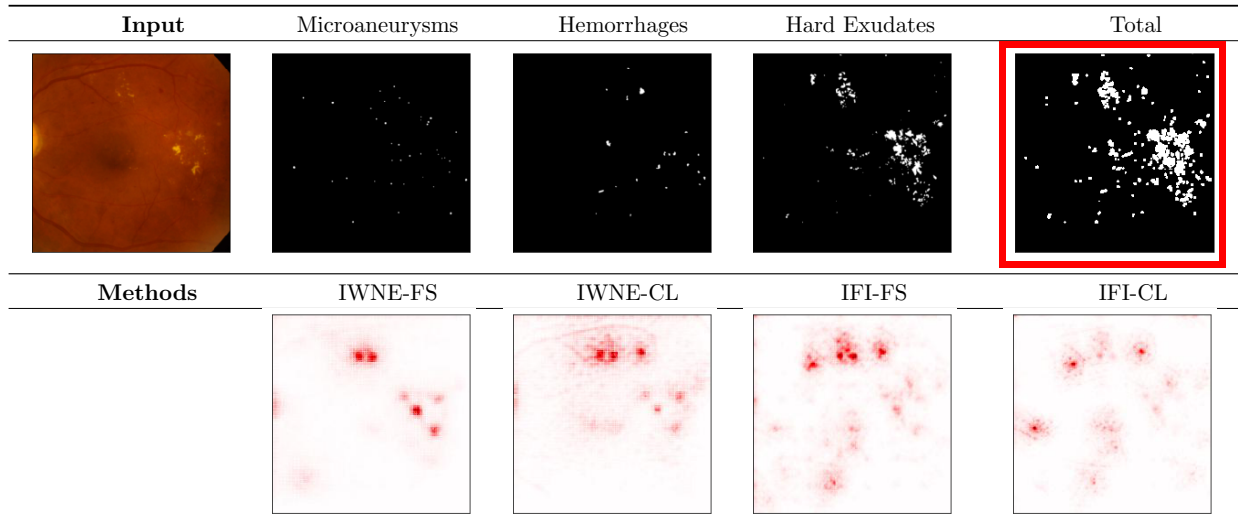 Input Microaneurysms Hemorrhages Hard Exudates Total
Methods IWNE-FS IWNE-CL IFI-FS IFI-CL